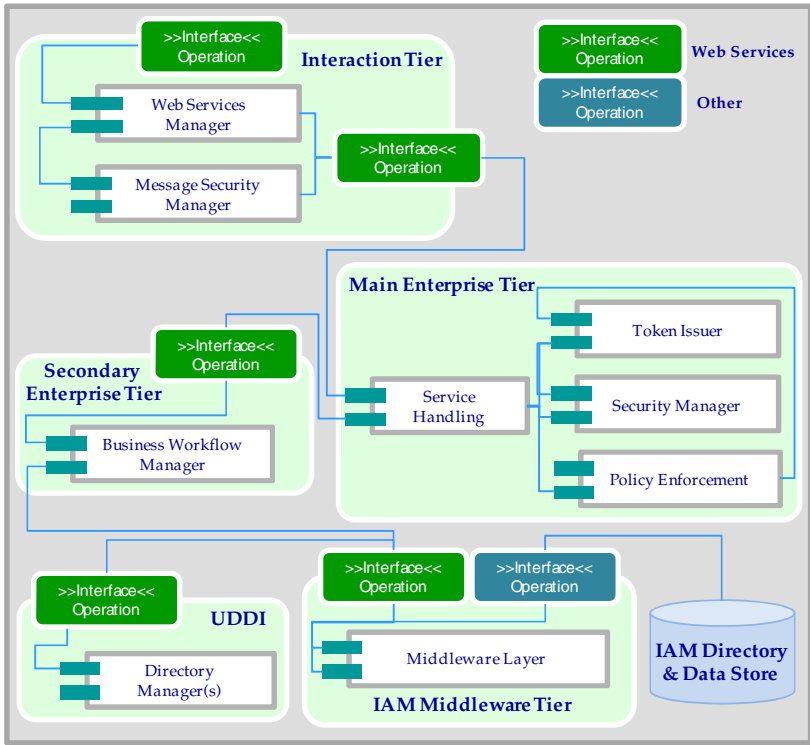 >>Interface<<
Operation
Interaction Tier
Web Services
Manager
Message Security
Manager
>>Interface<<
Operation
>>Interface<<
Operation
Web Services
>>Interface<<
Operation
Other
Main Enterprise Tier
Token Issuer
Service
Handling
Security Manager
Policy Enforcement
>>Interface<<
Operation
Secondary
Enterprise Tier
Business Workflow
Manager
>>Interface<<
Operation
UDDI
Directory
Manager(s)
>>Interface<<
Operation
>>Interface<<
Operation
Middleware Layer
IAM Middleware Tier
IAM Directory
& Data Store